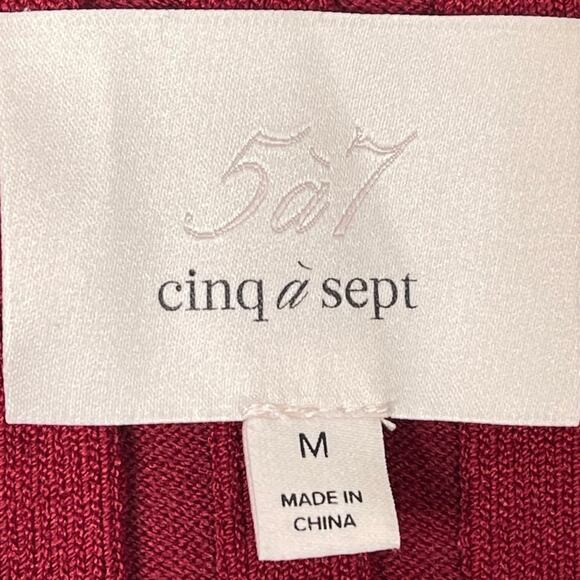 5à7
cinq à sept
M
MADE IN
CHINA